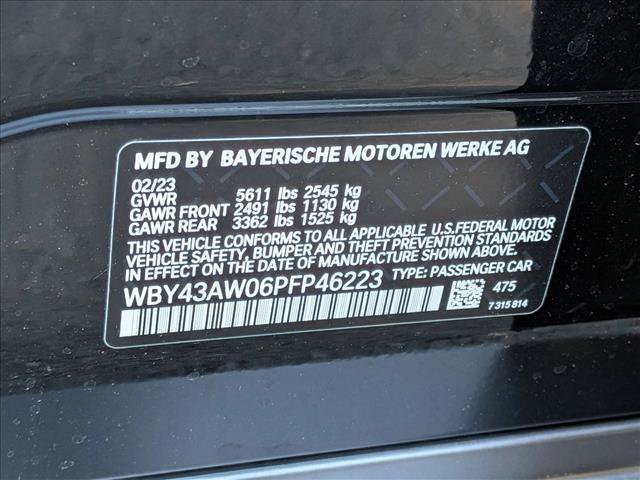 MFD BY BAYERISCHE MOTOREN WERKE AG
02/23
GVWR 5611 lbs 2545 kg
GAWR FRONT 2491 lbs 1130 kg
GAWR REAR 3362 lbs 1525 kg
THIS VEHICLE CONFORMS TO ALL APPLICABLE U.S.FEDERAL MOTOR
VEHICLE SAFETY, BUMPER AND THEFT PREVENTION STANDARDS
IN EFFECT ON THE DATE OF MANUFACTURE SHOWN ABOVE.
WBY43AW06PFP46223 TYPE: PASSENGER CAR
475
7 315 814